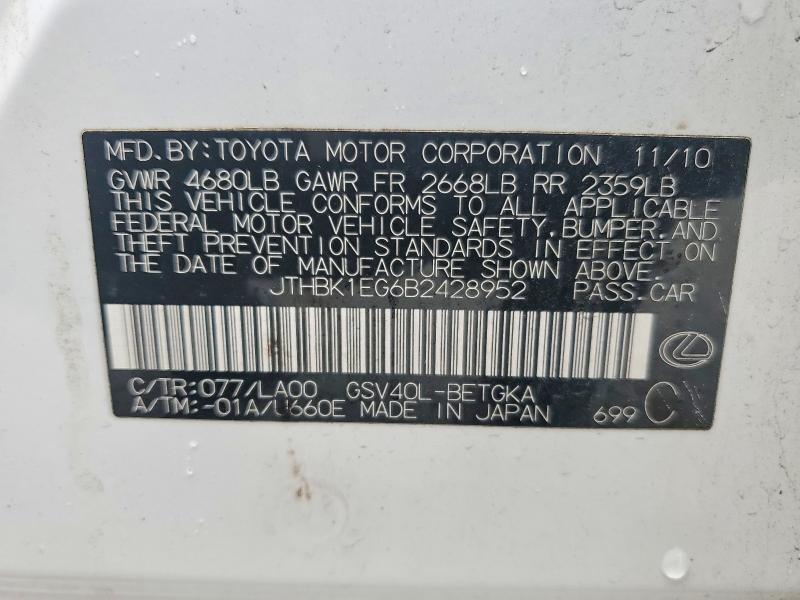 MFD.BY:TOYOTA MOTOR CORPORATION 11/10
GVWR 4680LB GAWR FR 2668LB RR 2359LB
THIS VEHICLE CONFORMS TO ALL APPLICABLE
FEDERAL MOTOR VEHICLE SAFETY,BUMPER,AND
THEFT PREVENTION STANDARDS IN EFFECT ON
THE DATE OF MANUFACTURE SHOWN ABOVE.
JTHBK1EG6B2428952 PASS.CAR
C/TR:077/LA00 GSV40L-BETGKA
A/TM:-01A/U660E MADE IN JAPAN 699 C